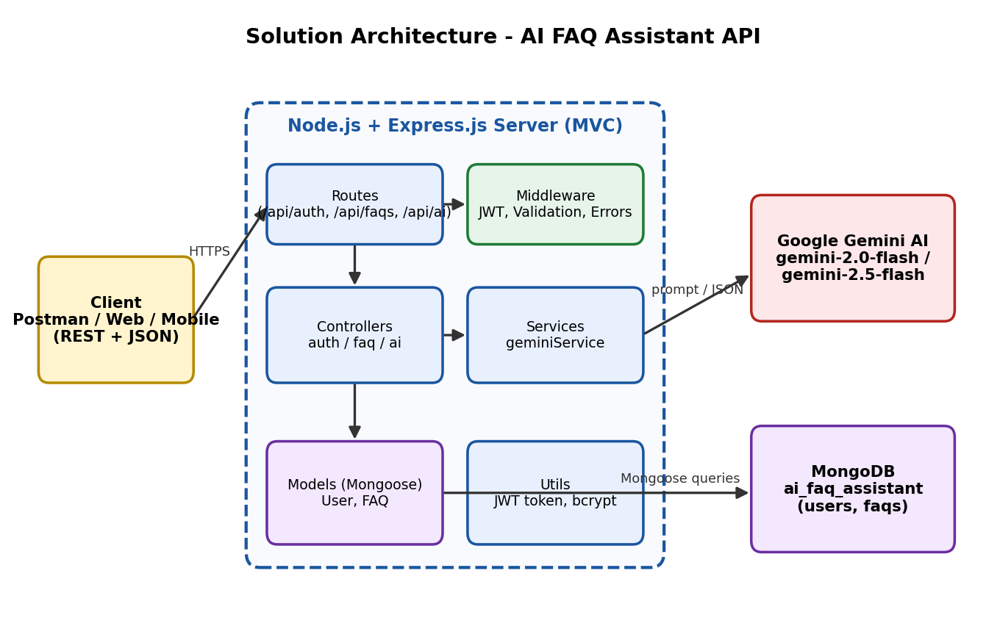 Solution Architecture - AI FAQ Assistant API
Node.js + Express.js Server (MVC)
Routes
(/api/auth, /api/faqs, /api/ai)
Middleware
JWT, Validation, Errors
HTTPS
Client
Postman / Web / Mobile
(REST + JSON)
Controllers
auth / faq / ai
Services
geminiService
prompt / JSON
Google Gemini AI
gemini-2.0-flash /
gemini-2.5-flash
Models (Mongoose)
User, FAQ
Utils
JWT token, bcrypt
Mongoose queries
MongoDB
ai_faq_assistant
(users, faqs)